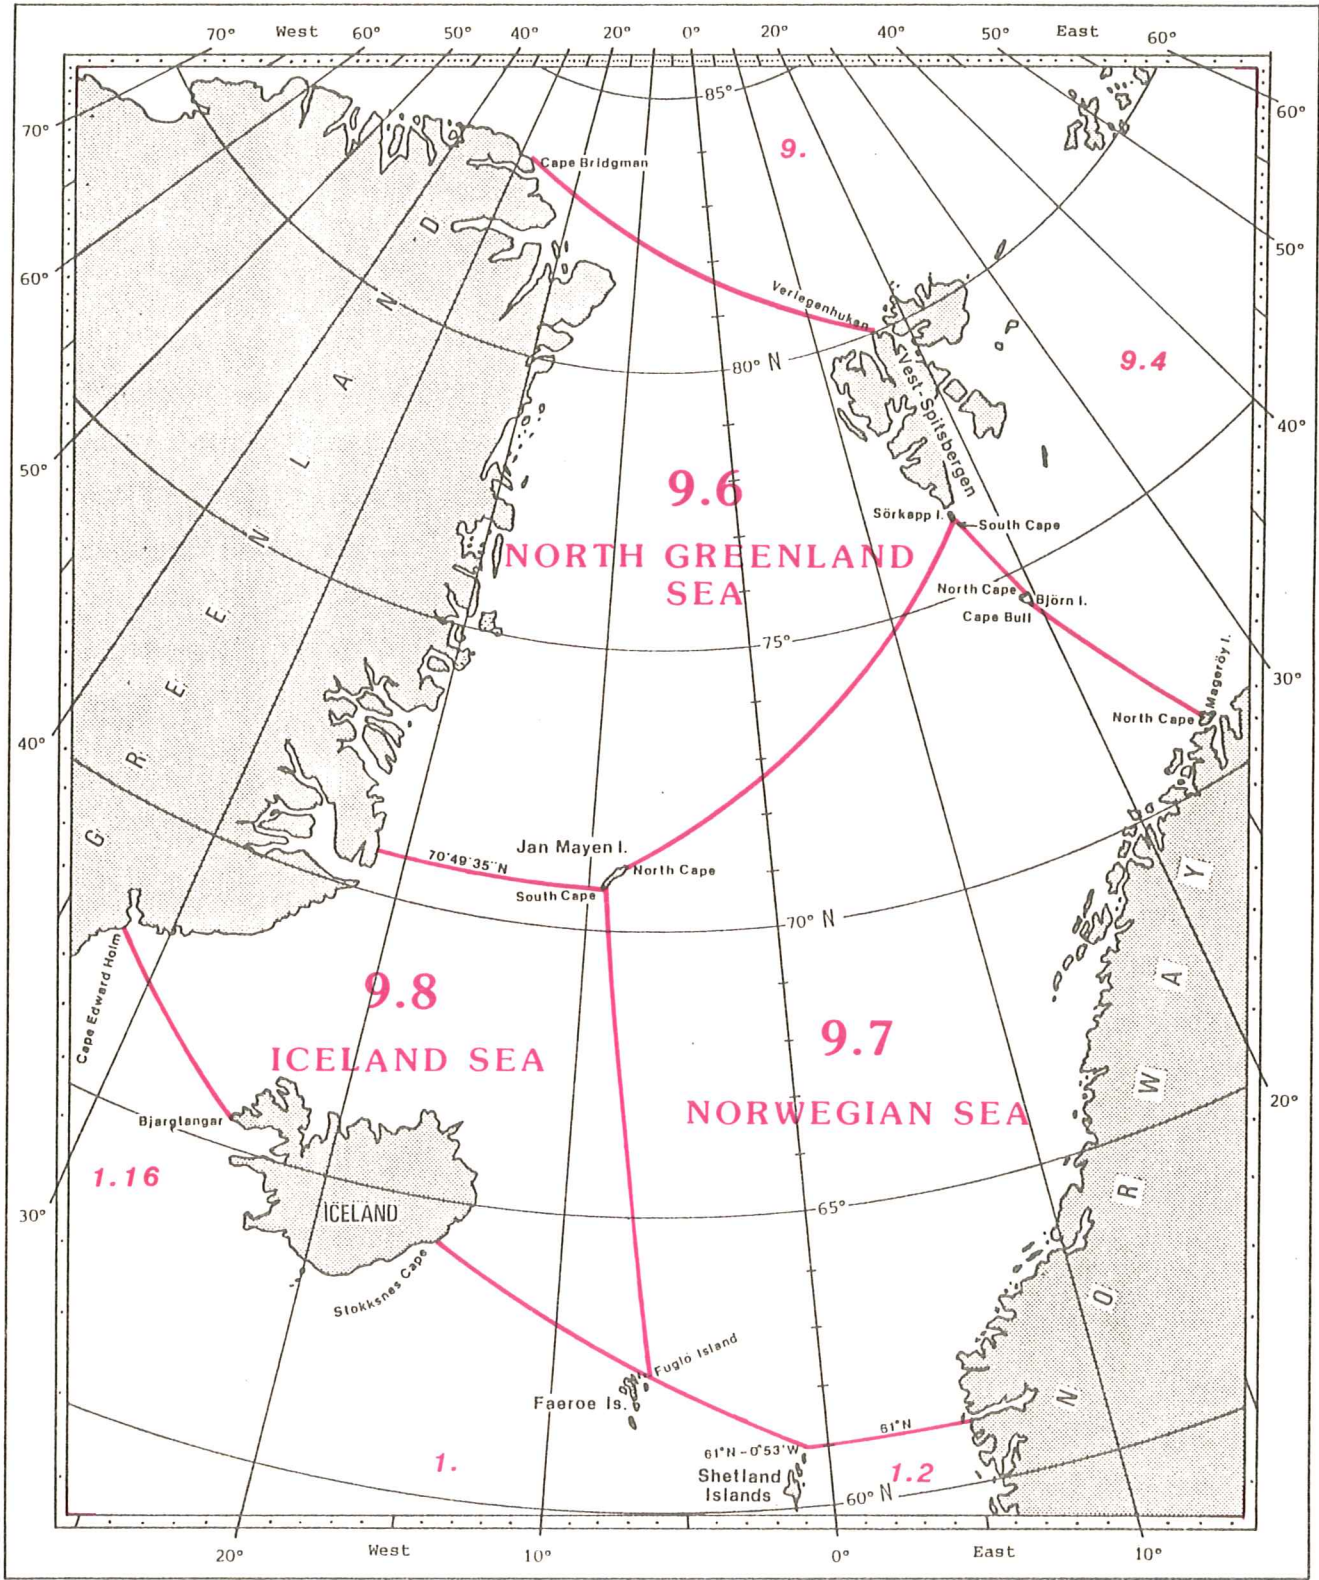 70° West 60° 50° 40° 20° 0° 20° 40° 50° East 60°
60°
70°
85°
9.
Cape Bridgman
50°
60°
Verlegenhuken
9.4
80° N
40°
50°
Vest-Spitsbergen
9.6
Sörkapp I.
South Cape
NORTH GREENLAND
SEA
North Cape
Björn I.
Cape Bull
75°
30°
Mageröy I.
North Cape
40°
GREENLAND
Jan Mayen I.
70°49'35"N
North Cape
South Cape
70° N
Cape Edward Holm
9.8
9.7
ICELAND SEA
NORWEGIAN SEA
20°
Bjargtangar
1.16
ICELAND
65°
30°
NORWAY
Stokksnes Cape
Fuglö Island
Faeroe Is.
61°N
61°N - 0°53'W
1.
1.2
Shetland
Islands
60° N
20° West 10° 0° East 10°